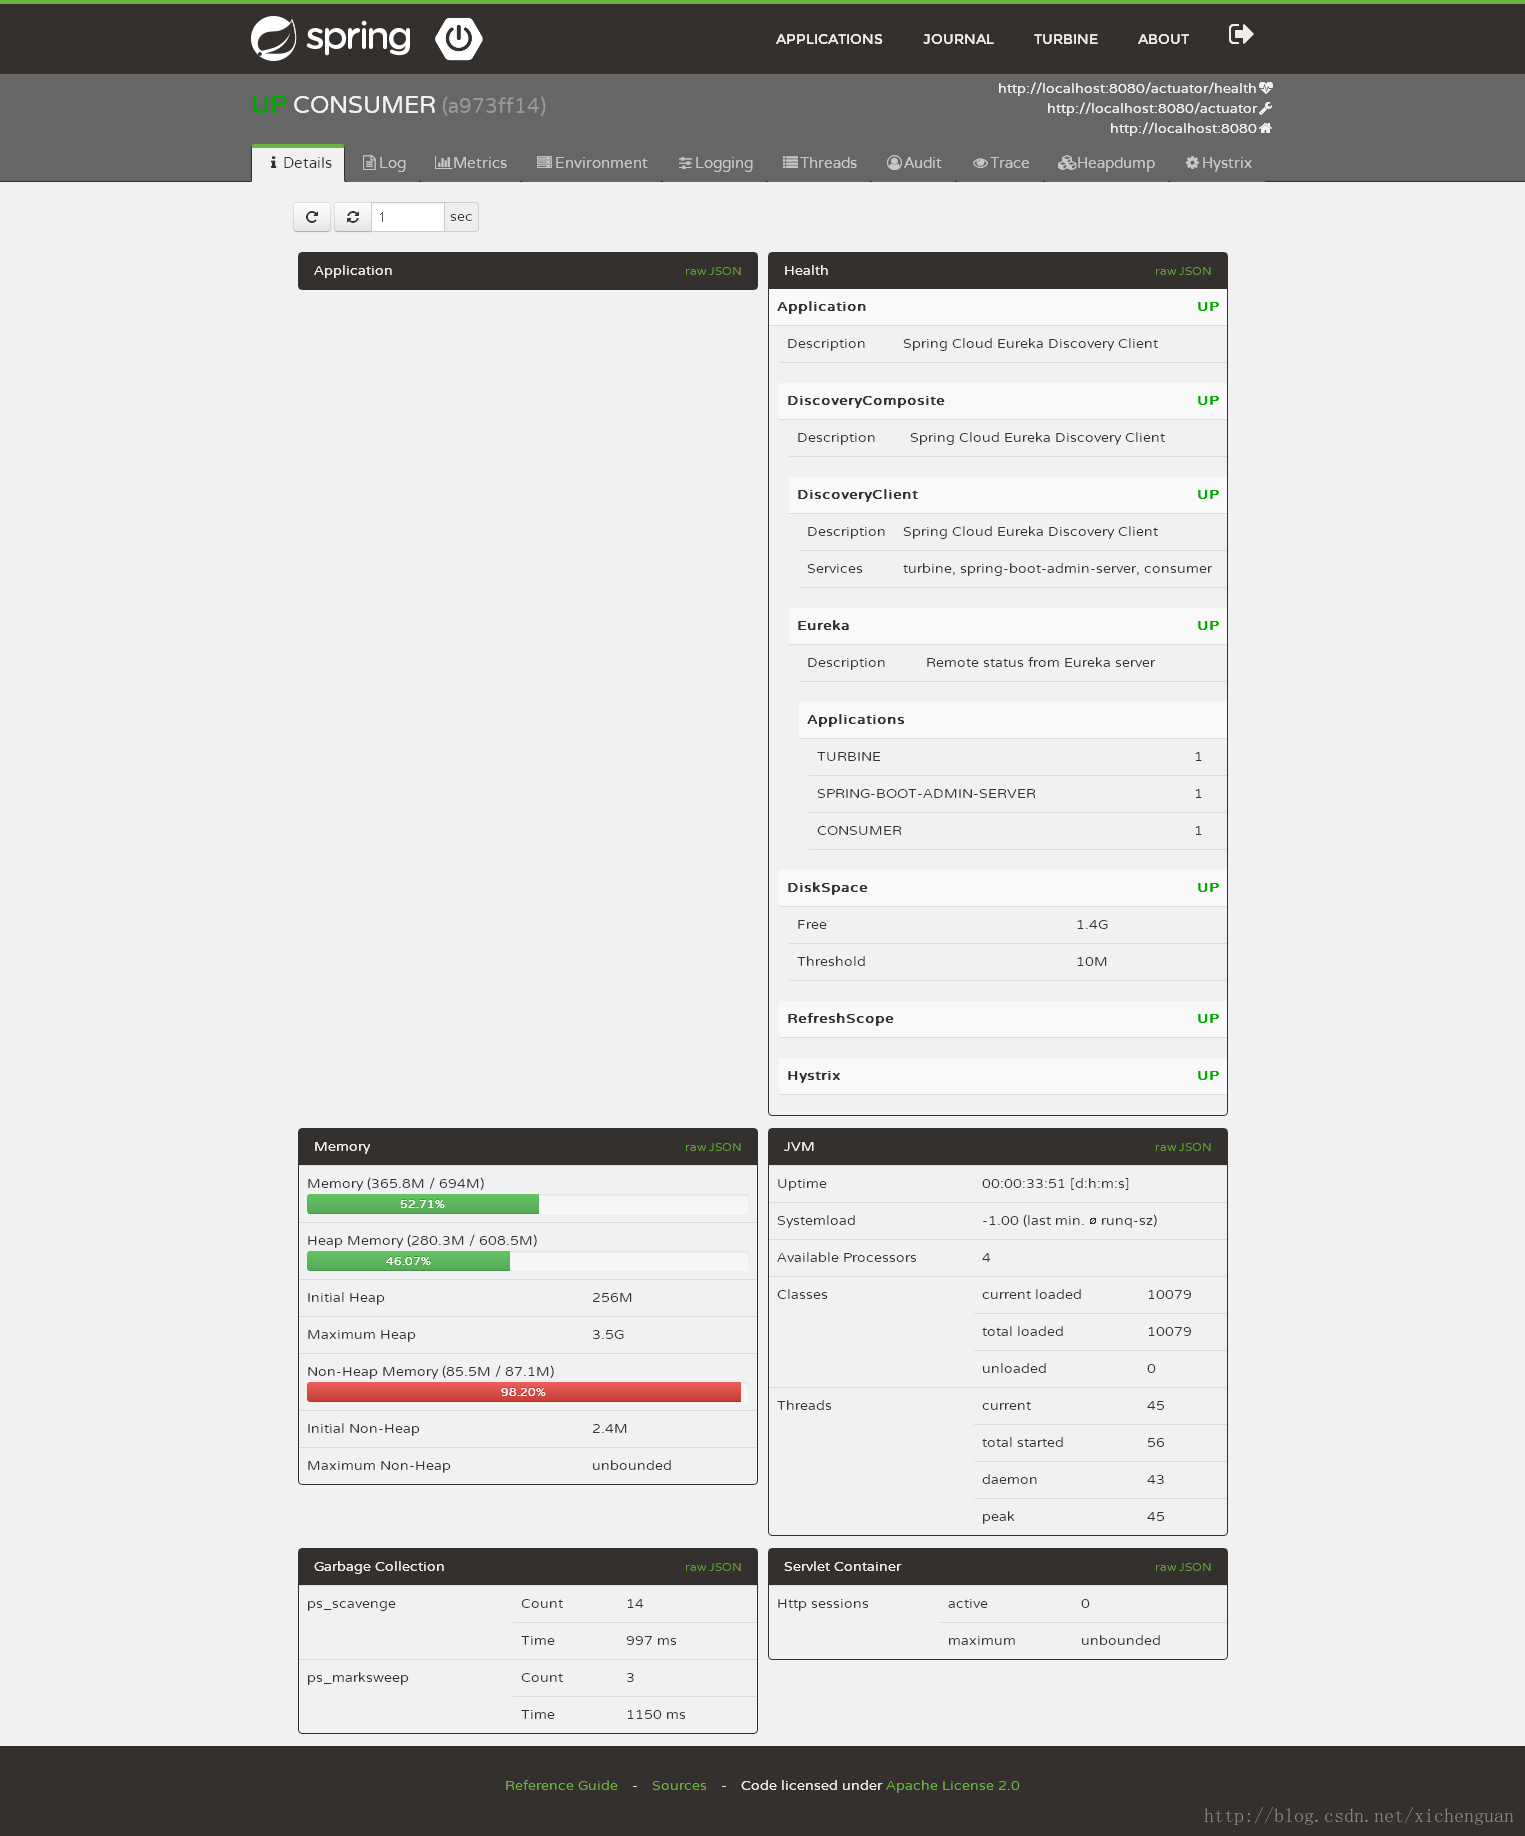 spring
APPLICATIONS JOURNAL TURBINE ABOUT
UP CONSUMER (a973ff14)
http://localhost:8080/actuator/health
http://localhost:8080/actuator
http://localhost:8080
Details Log Metrics Environment Logging Threads Audit Trace Heapdump Hystrix
1 sec
Application raw JSON
Health raw JSON
Application UP
Description Spring Cloud Eureka Discovery Client
DiscoveryComposite UP
Description Spring Cloud Eureka Discovery Client
DiscoveryClient UP
Description Spring Cloud Eureka Discovery Client
Services turbine, spring-boot-admin-server, consumer
Eureka UP
Description Remote status from Eureka server
Applications
TURBINE 1
SPRING-BOOT-ADMIN-SERVER 1
CONSUMER 1
DiskSpace UP
Free 1.4G
Threshold 10M
RefreshScope UP
Hystrix UP
Memory raw JSON
Memory (365.8M / 694M)
52.71%
Heap Memory (280.3M / 608.5M)
46.07%
Initial Heap 256M
Maximum Heap 3.5G
Non-Heap Memory (85.5M / 87.1M)
98.20%
Initial Non-Heap 2.4M
Maximum Non-Heap unbounded
JVM raw JSON
Uptime 00:00:33:51 [d:h:m:s]
Systemload -1.00 (last min. ⌀ runq-sz)
Available Processors 4
Classes current loaded 10079
total loaded 10079
unloaded 0
Threads current 45
total started 56
daemon 43
peak 45
Garbage Collection raw JSON
ps_scavenge Count 14
Time 997 ms
ps_marksweep Count 3
Time 1150 ms
Servlet Container raw JSON
Http sessions active 0
maximum unbounded
Reference Guide - Sources - Code licensed under Apache License 2.0
http://blog.csdn.net/xichenguan